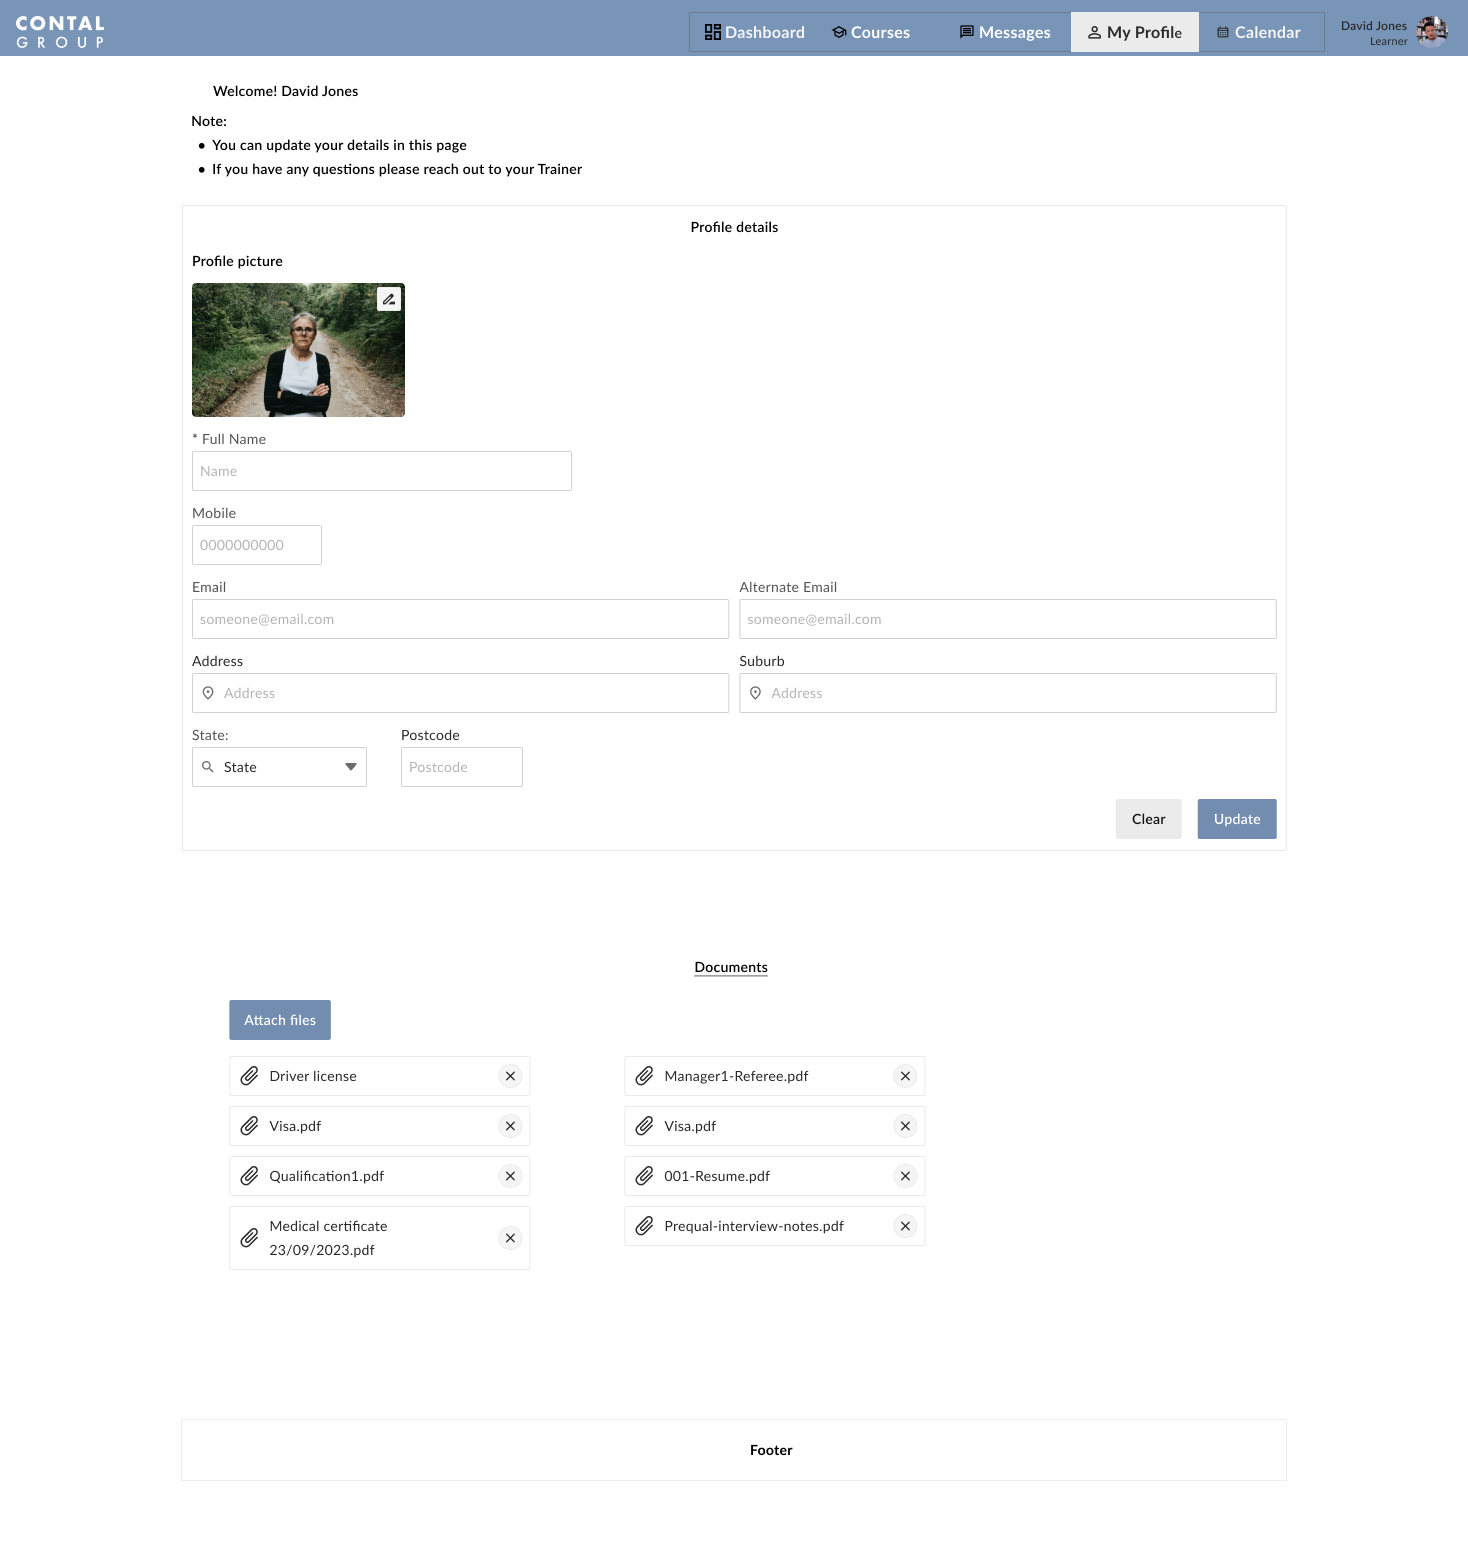 CONTAL
GROUP
Dashboard
Courses
Messages
My Profile
Calendar
David Jones
Learner
Welcome! David Jones
Note:
• You can update your details in this page
• If you have any questions please reach out to your Trainer
Profile details
Profile picture
* Full Name
Name
Mobile
0000000000
Email
Alternate Email
someone@email.com
someone@email.com
Address
Suburb
Address
Address
State:
Postcode
State
Postcode
Clear
Update
Documents
Attach files
Driver license
Manager1-Referee.pdf
Visa.pdf
Visa.pdf
Qualification1.pdf
001-Resume.pdf
Medical certificate
23/09/2023.pdf
Prequal-interview-notes.pdf
Footer